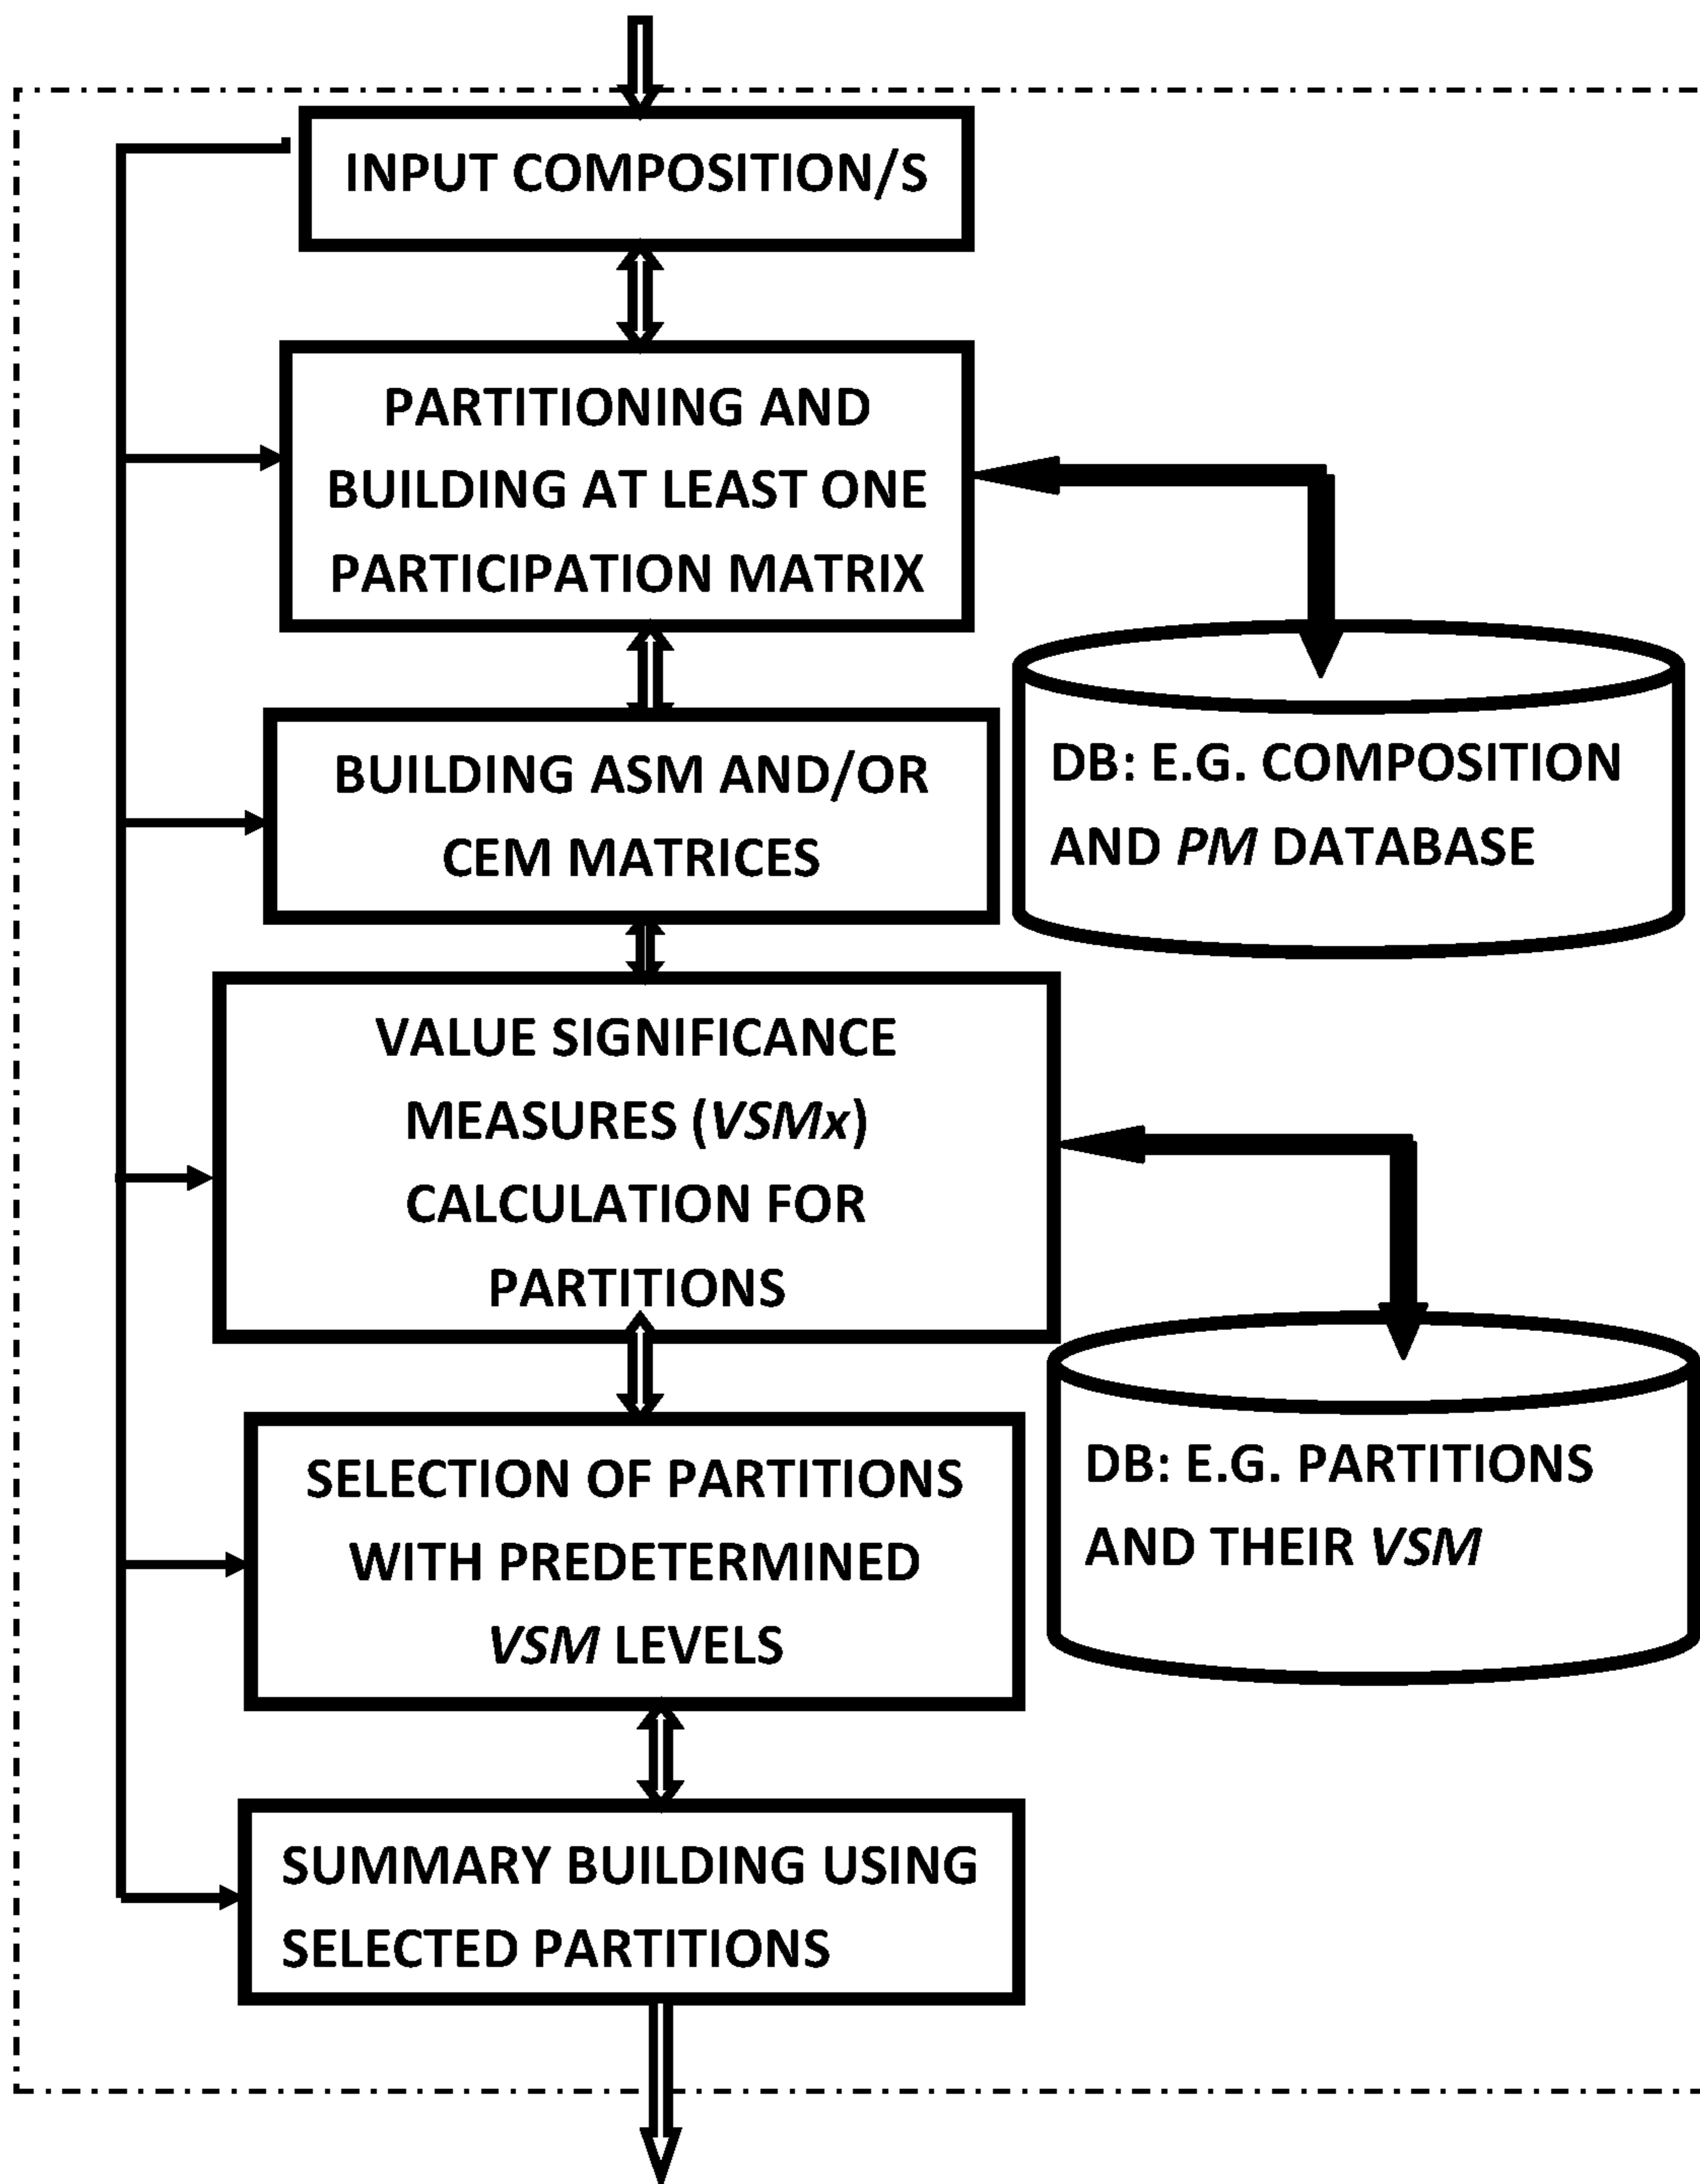 INPUT COMPOSITION/S
PARTITIONING AND
BUILDING AT LEAST ONE
PARTICIPATION MATRIX
BUILDING ASM AND/OR
CEM MATRICES
DB: E.G. COMPOSITION
AND PM DATABASE
VALUE SIGNIFICANCE
MEASURES (VSMx)
CALCULATION FOR
PARTITIONS
SELECTION OF PARTITIONS
WITH PREDETERMINED
VSM LEVELS
DB: E.G. PARTITIONS
AND THEIR VSM
SUMMARY BUILDING USING
SELECTED PARTITIONS